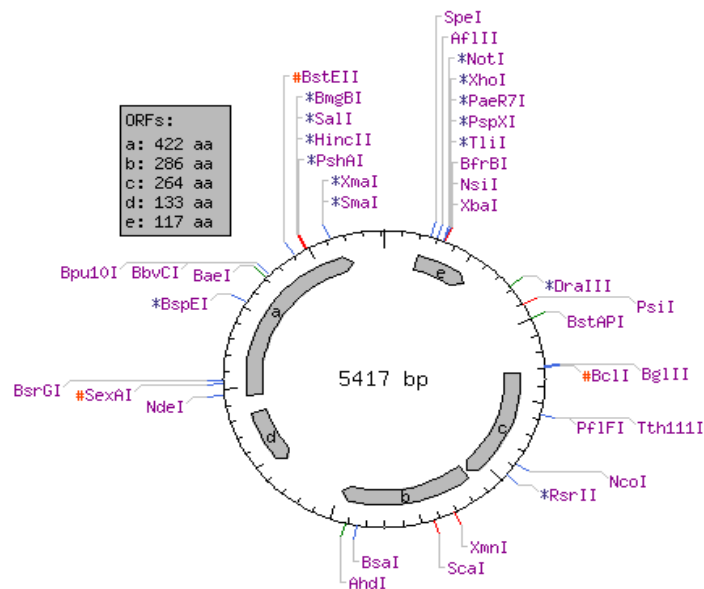 SpeI
AflII
*NotI
*XhoI
*PaeR7I
*PspXI
*TliI
BfrBI
NsiI
XbaI
#BstEII
*BmgBI
*SalI
*HincII
*PshAI
*XmaI
*SmaI
ORFs:
a: 422 aa
b: 286 aa
c: 264 aa
d: 133 aa
e: 117 aa
Bpu10I BbvCI BaeI
*BspEI
BsrGI #SexAI
NdeI
*DraIII
PsiI
BstAPI
#BclI BglII
PflFI Tth111I
NcoI
*RsrII
XmnI
ScaI
BsaI
AhdI
5417 bp
a
e
c
d
b